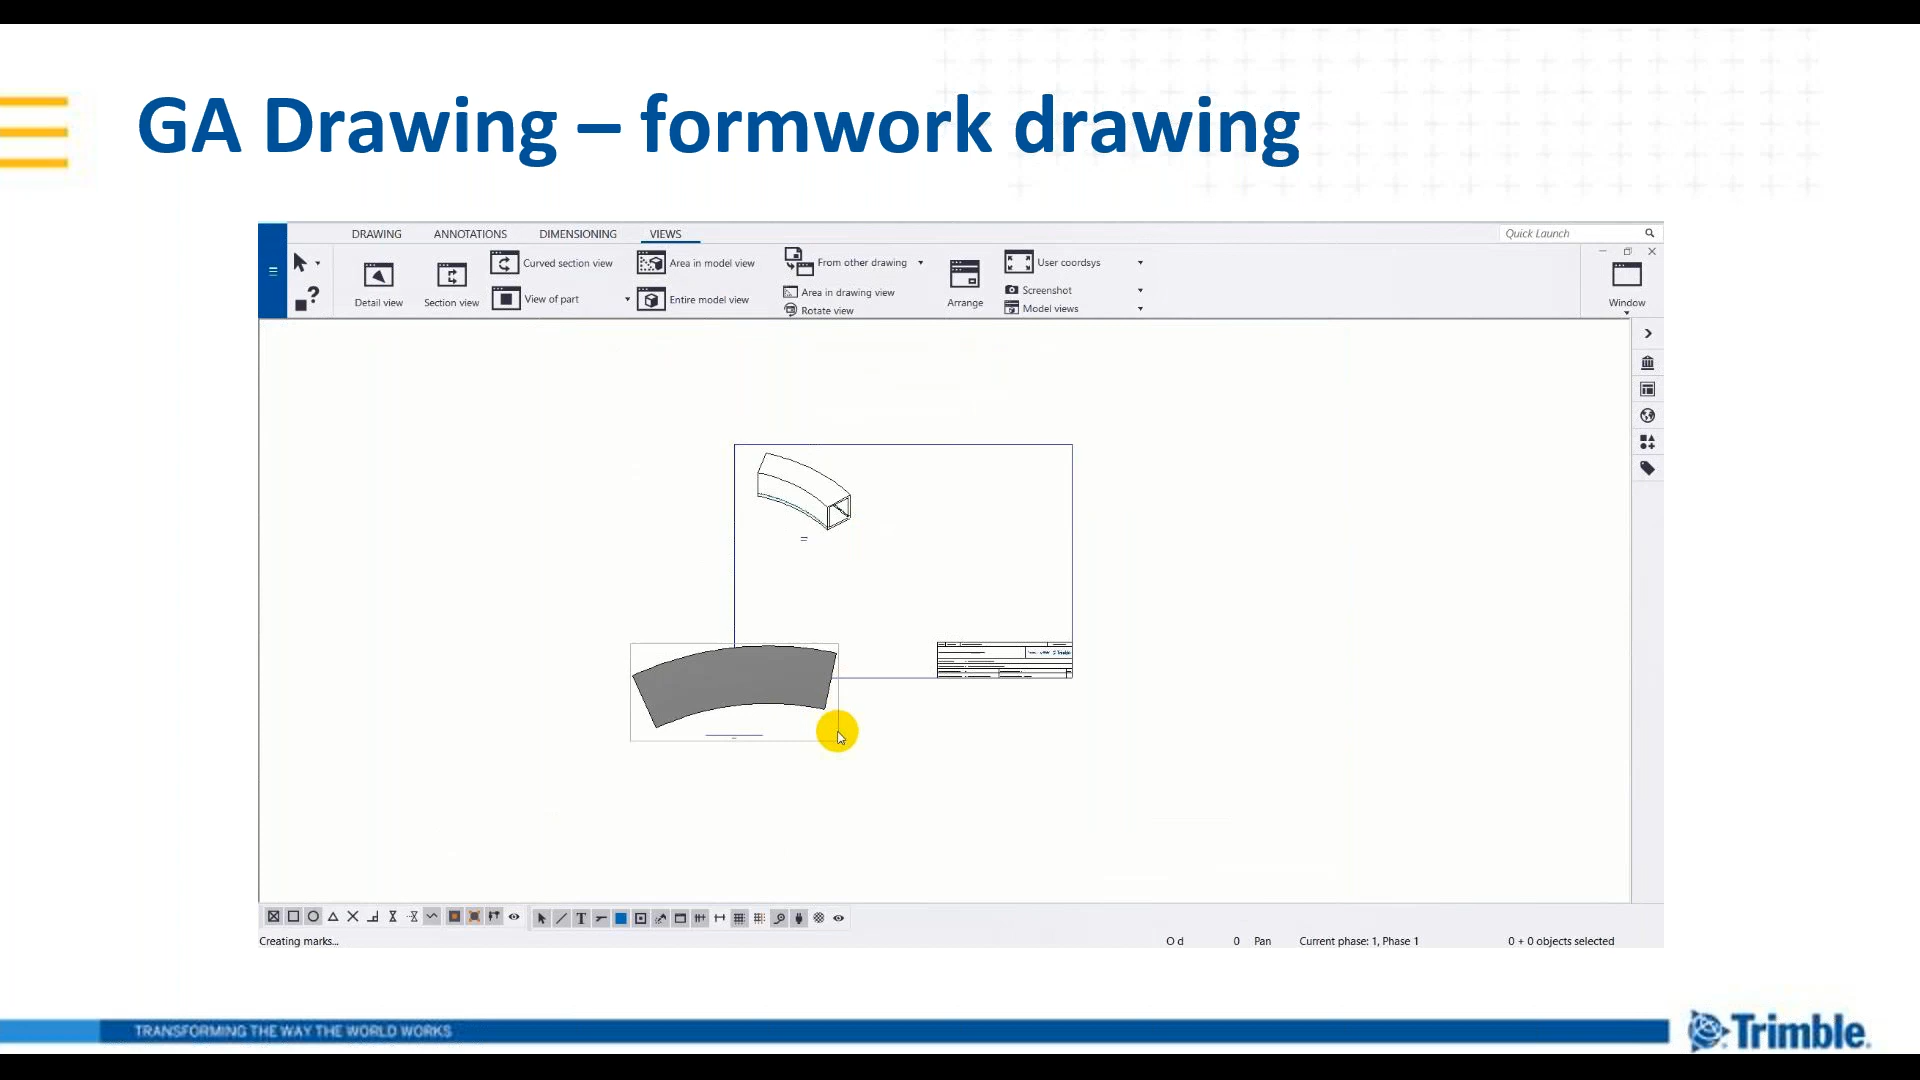 GA Drawing – formwork drawing
DRAWING ANNOTATIONS DIMENSIONING VIEWS Quick Launch
Curved section view Area in model view From other drawing User coordsys
Detail view Section view View of part Entire model view Area in drawing view Rotate view Arrange Screenshot Model views Window
Creating marks... O d 0 Pan Current phase: 1, Phase 1 0 + 0 objects selected
TRANSFORMING THE WAY THE WORLD WORKS
Trimble